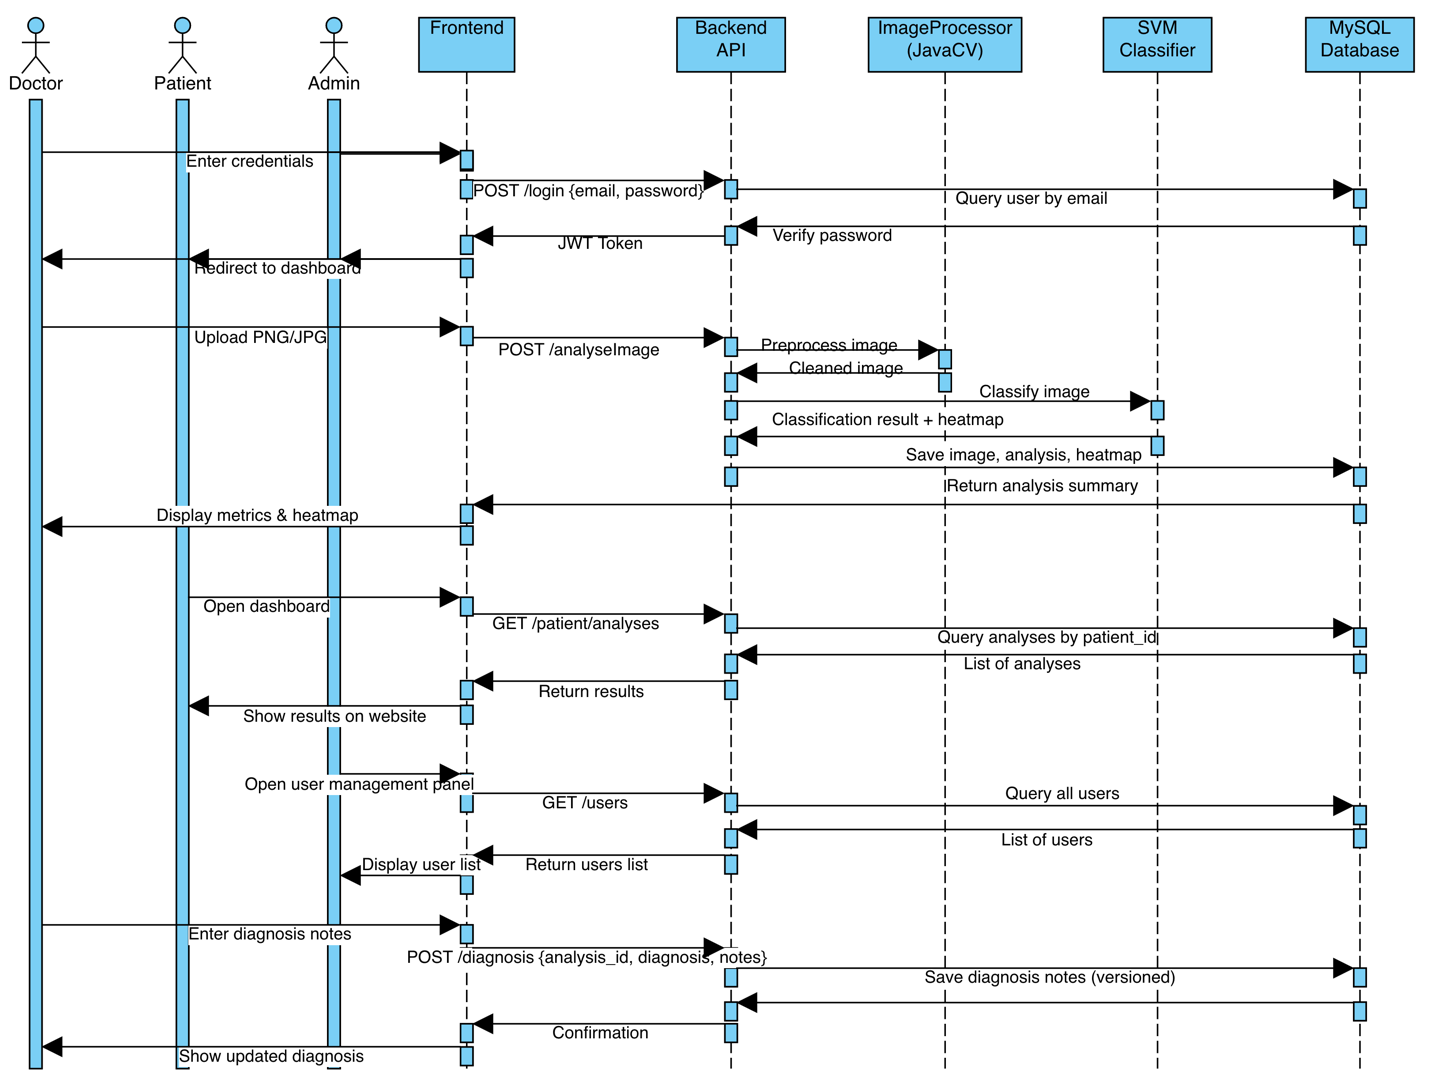 Doctor
Patient
Admin
Frontend
Backend
API
ImageProcessor
(JavaCV)
SVM
Classifier
MySQL
Database
Enter credentials
POST /login {email, password}
Query user by email
Verify password
JWT Token
Redirect to dashboard
Upload PNG/JPG
POST /analyseImage
Preprocess image
Cleaned image
Classify image
Classification result + heatmap
Save image, analysis, heatmap
Return analysis summary
Display metrics & heatmap
Open dashboard
GET /patient/analyses
Query analyses by patient_id
List of analyses
Return results
Show results on website
Open user management panel
GET /users
Query all users
List of users
Return users list
Display user list
Enter diagnosis notes
POST /diagnosis {analysis_id, diagnosis, notes}
Save diagnosis notes (versioned)
Confirmation
Show updated diagnosis